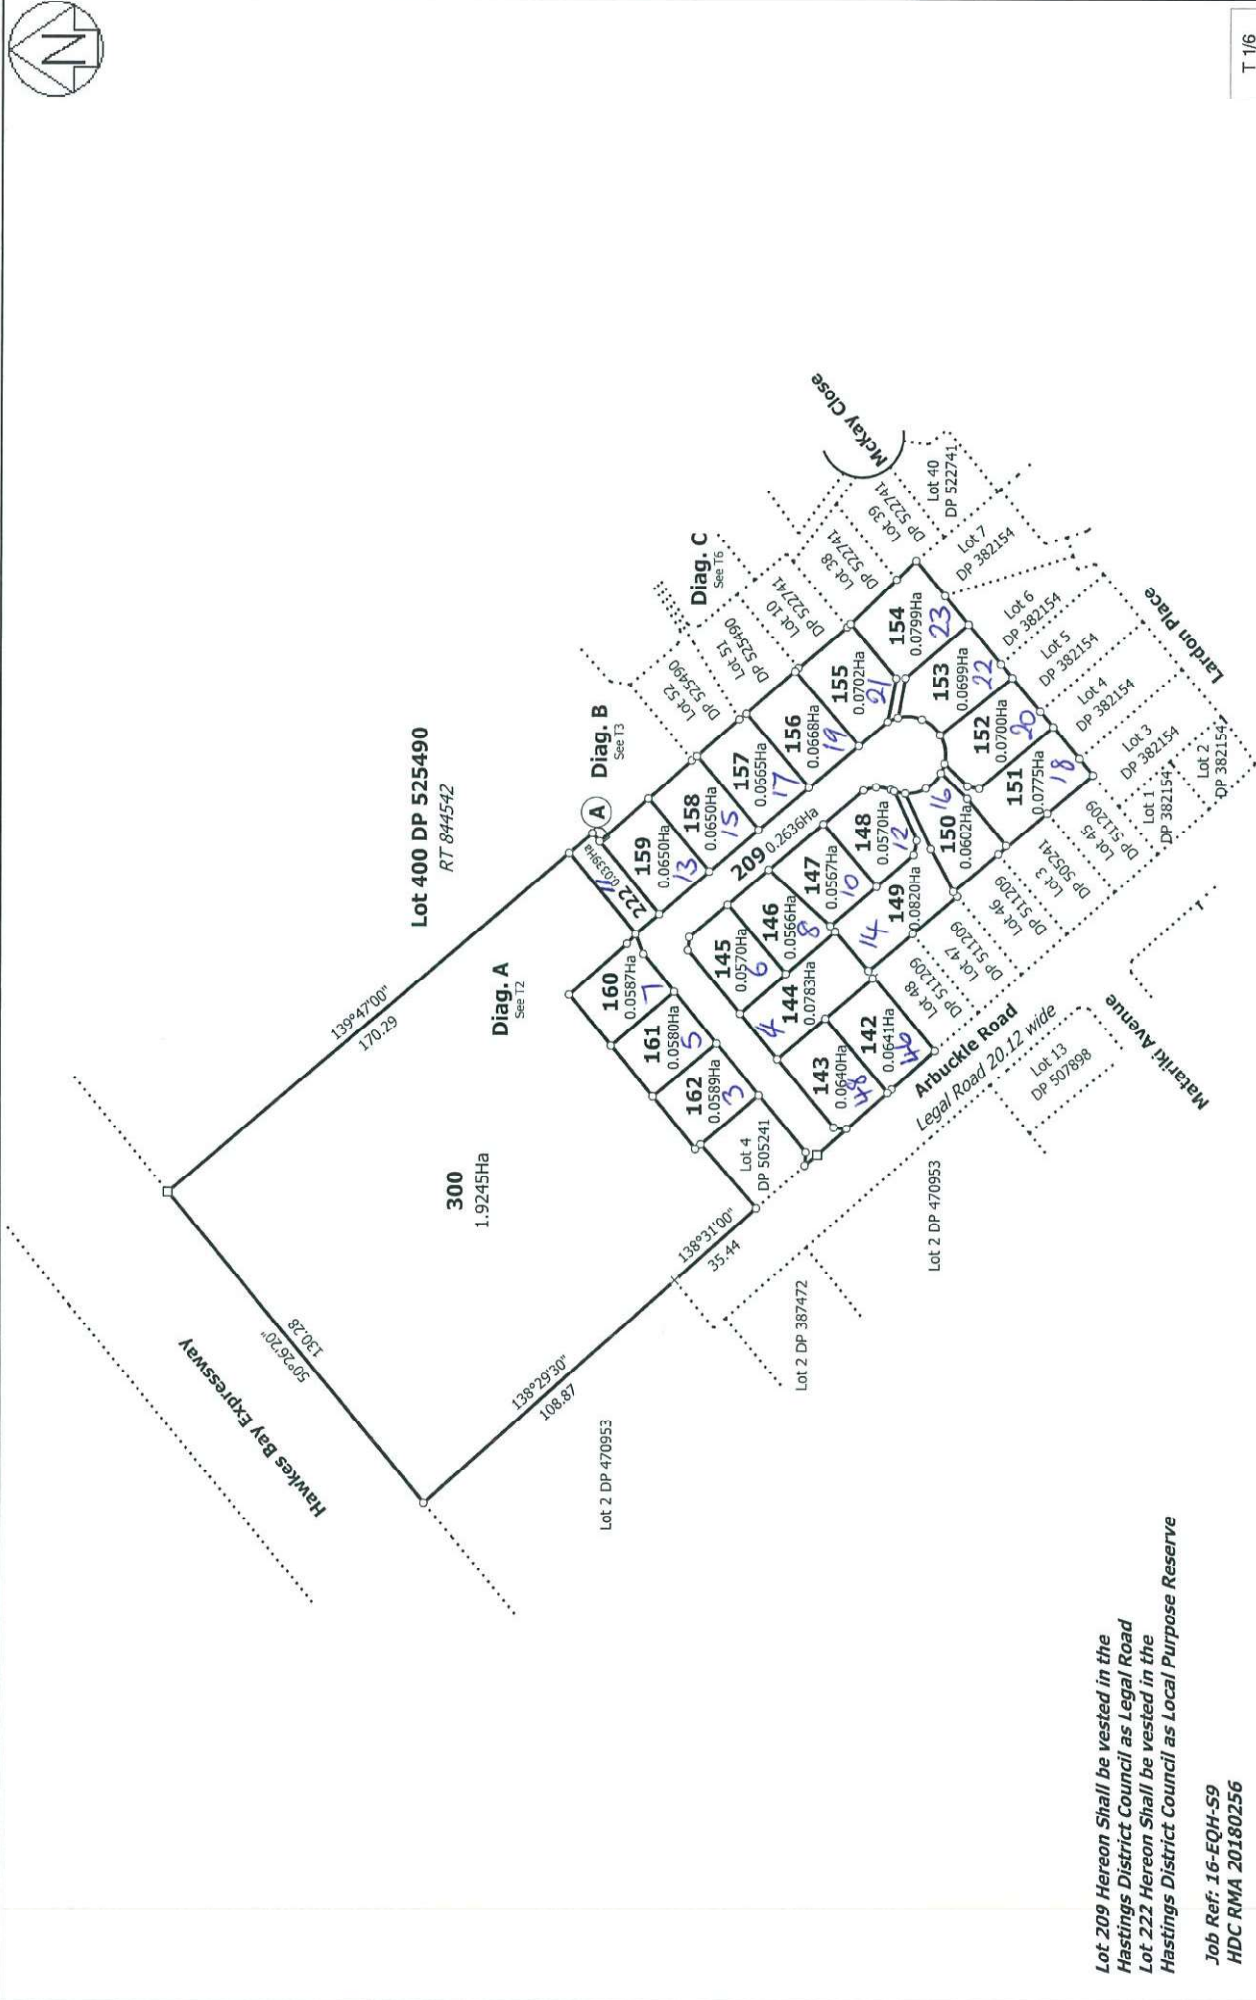 N
Hawkes Bay Expressway
50°26'20"
130.28
139°47'00"
170.29
Lot 400 DP 525490
RT 844542
300
1.9245Ha
138°29'30"
108.87
138°31'00"
35.44
Lot 2 DP 470953
Lot 2 DP 387472
Lot 2 DP 470953
Diag. A
See T2
Diag. B
See T3
Diag. C
See T6
A
222
0.0339Ha
11
160
0.0587Ha
7
161
0.0580Ha
5
162
0.0589Ha
3
Lot 4
DP 505241
159
0.0650Ha
13
158
0.0650Ha
15
157
0.0565Ha
17
156
0.0668Ha
19
155
0.0702Ha
21
154
0.0799Ha
23
153
0.0699Ha
22
152
0.0700Ha
20
151
0.0775Ha
18
150
0.0602Ha
16
209 0.2636Ha
148
0.0570Ha
12
147
0.0567Ha
10
146
0.0566Ha
8
145
0.0570Ha
6
149
0.0820Ha
14
144
0.0783Ha
4
143
0.0640Ha
48
142
0.0641Ha
46
Lot 52
DP 525490
Lot 51
DP 525490
Lot 10
DP 522741
Lot 38
DP 522741
Lot 39
DP 522741
Lot 40
DP 522741
McKay Close
Lot 7
DP 382154
Lot 6
DP 382154
Lot 5
DP 382154
Lot 4
DP 382154
Lot 3
DP 382154
Lot 2
DP 382154
Lot 1
DP 382154
Lardon Place
Lot 45
DP 511209
Lot 3
DP 505241
Lot 46
DP 511209
Lot 47
DP 511209
Lot 48
DP 511209
Arbuckle Road
Legal Road 20.12 wide
Lot 13
DP 507898
Matariki Avenue
Lot 209 Hereon Shall be vested in the
Hastings District Council as Legal Road
Lot 222 Hereon Shall be vested in the
Hastings District Council as Local Purpose Reserve
Job Ref: 16-EQH-S9
HDC RMA 20180256
T 1/6